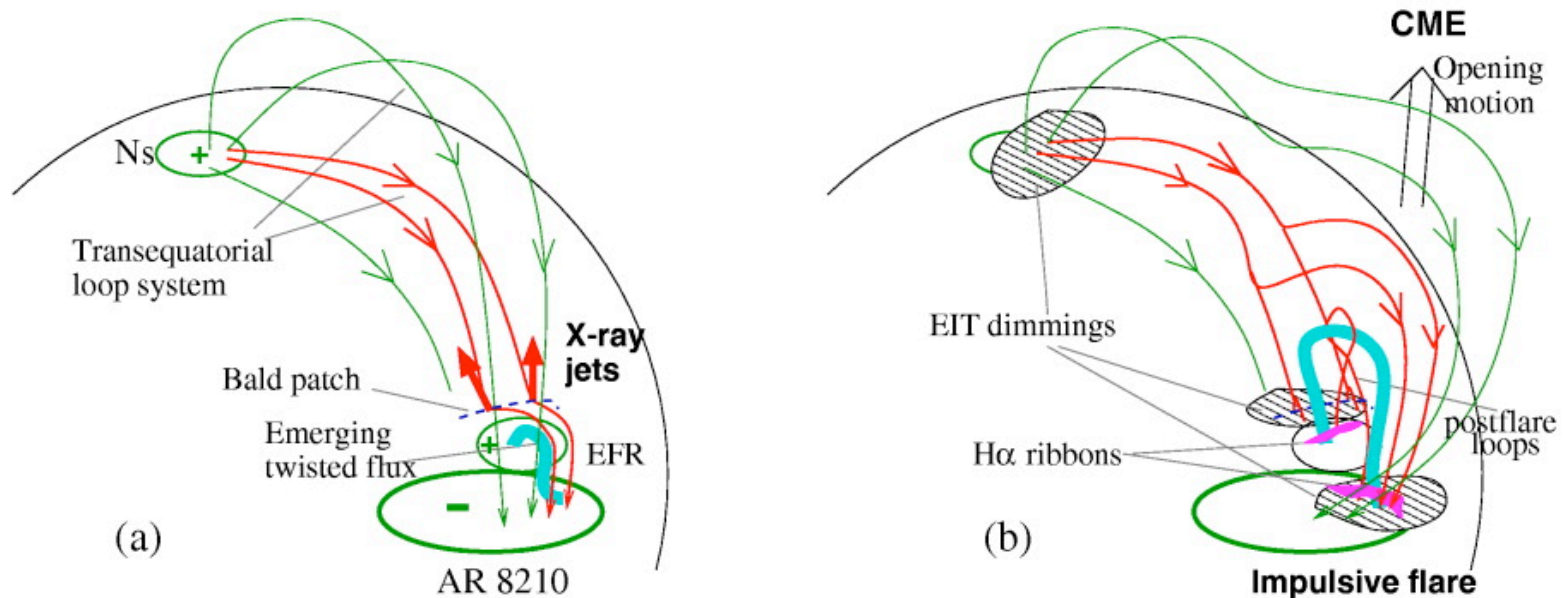 Ns
+
Transequatorial
loop system
X-ray
jets
Bald patch
Emerging
twisted flux
+
EFR
-
(a)
AR 8210
CME
Opening
motion
EIT dimmings
postflare
loops
Hα ribbons
(b)
Impulsive flare